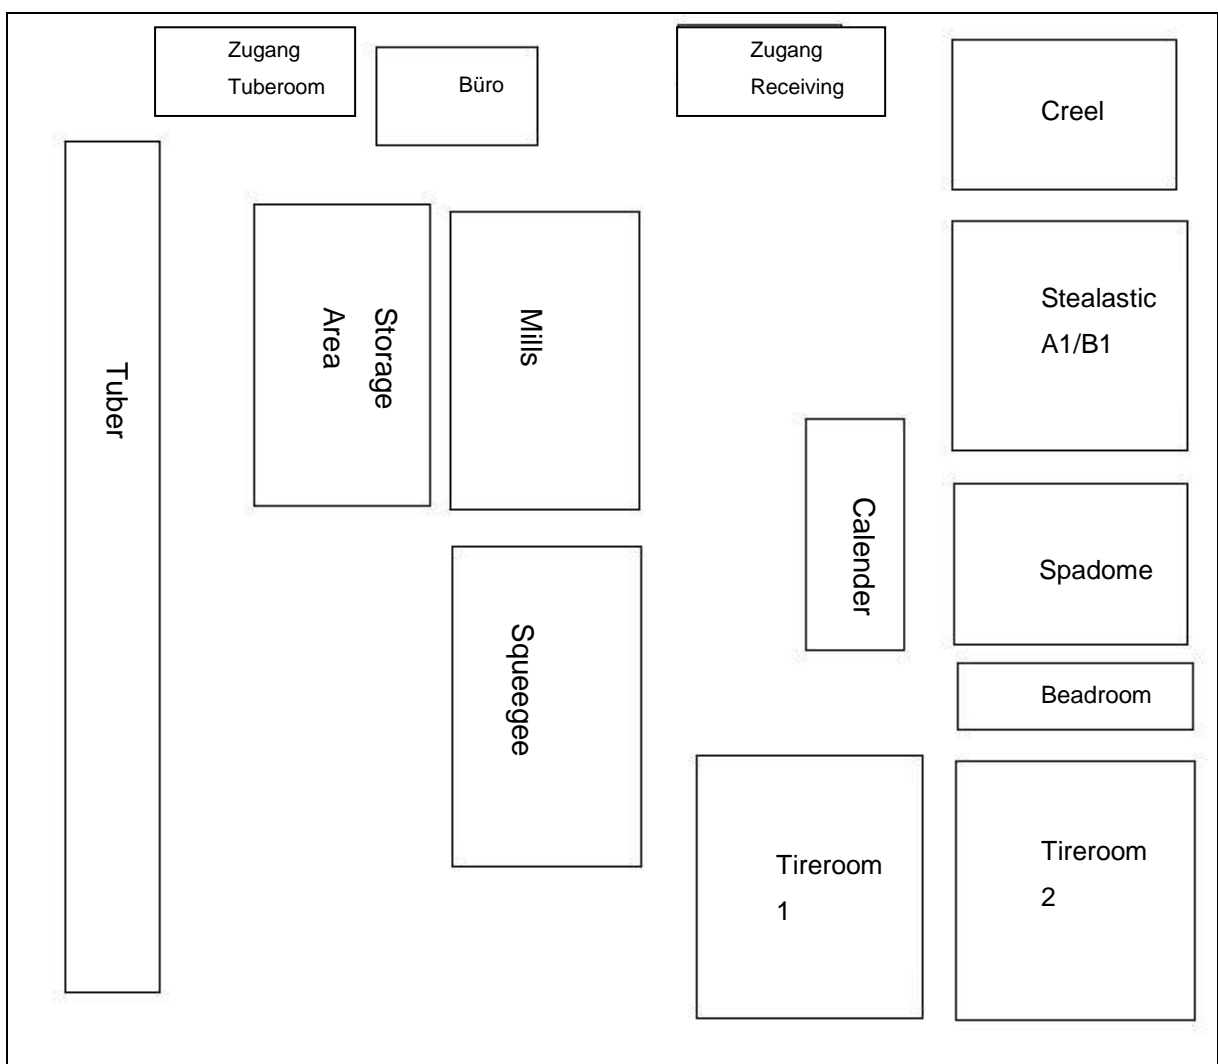 Zugang
Tuberoom
Büro
Zugang
Receiving
Creel
Stealastic
A1/B1
Storage
Area
Mills
Tuber
Calender
Spadome
Squeegee
Beadroom
Tireroom
1
Tireroom
2